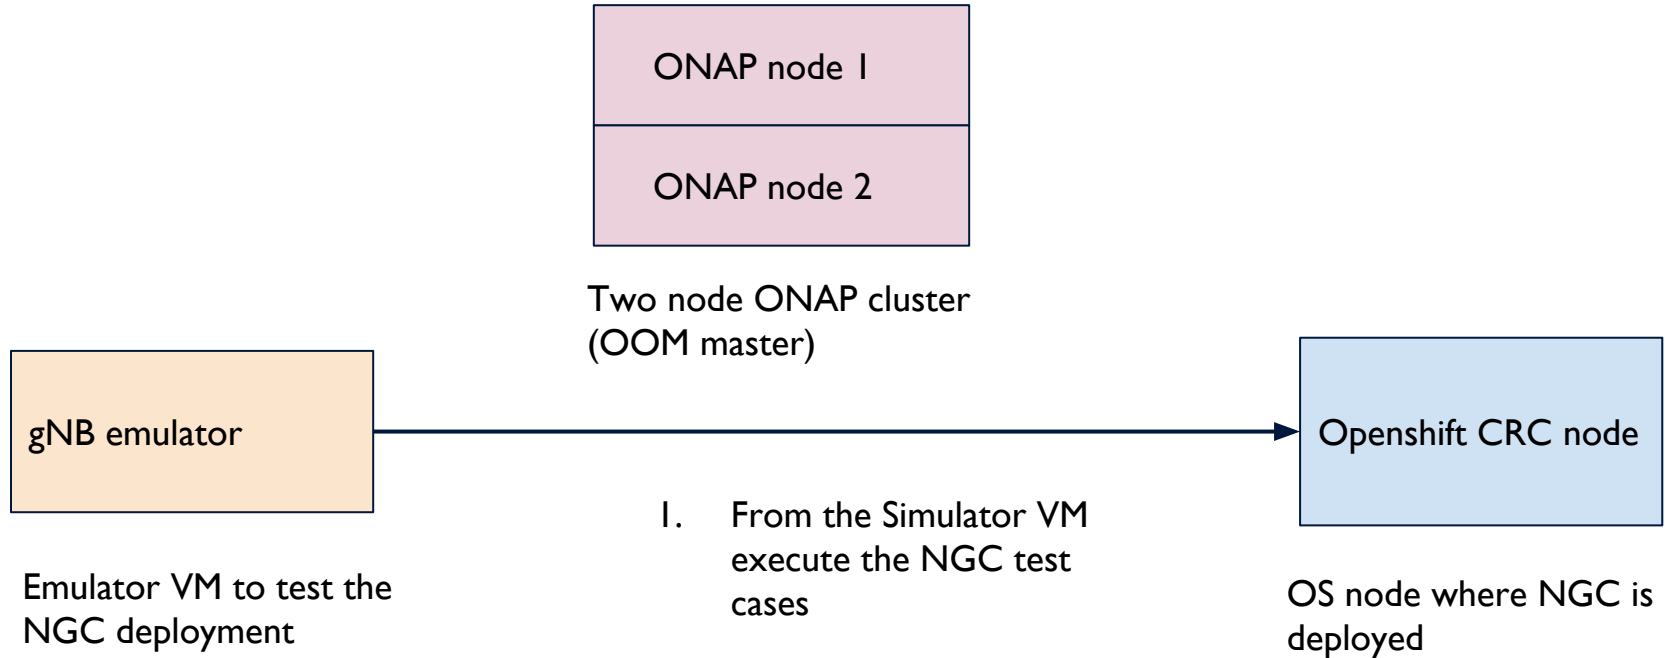 ONAP node 1
ONAP node 2
Two node ONAP cluster
(OOM master)
gNB emulator
Openshift CRC node
1. From the Simulator VM
execute the NGC test
cases
Emulator VM to test the
NGC deployment
OS node where NGC is
deployed